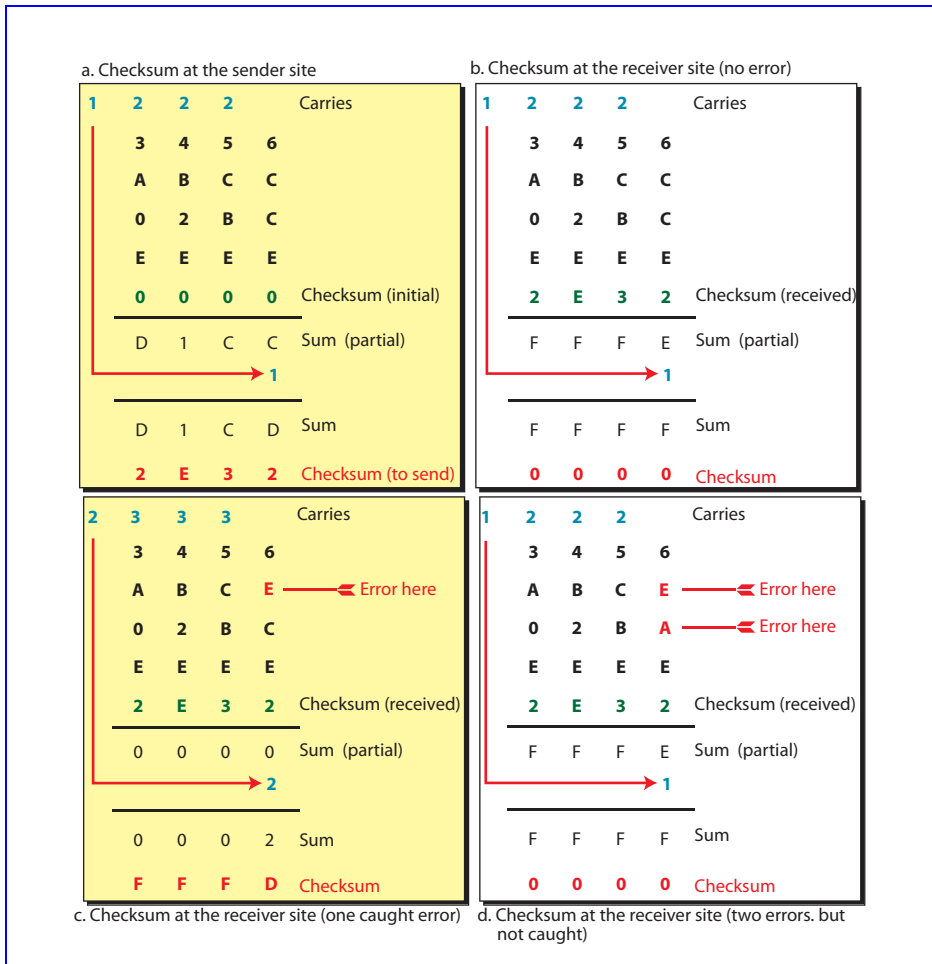 a. Checksum at the sender site
1 2 2 2 Carries
3 4 5 6
A B C C
0 2 B C
E E E E
0 0 0 0 Checksum (initial)
D 1 C C Sum (partial)
1
D 1 C D Sum
2 E 3 2 Checksum (to send)
b. Checksum at the receiver site (no error)
1 2 2 2 Carries
3 4 5 6
A B C C
0 2 B C
E E E E
2 E 3 2 Checksum (received)
F F F E Sum (partial)
1
F F F F Sum
0 0 0 0 Checksum
2 3 3 3 Carries
3 4 5 6
A B C E Error here
0 2 B C
E E E E
2 E 3 2 Checksum (received)
0 0 0 0 Sum (partial)
2
0 0 0 2 Sum
F F F D Checksum
c. Checksum at the receiver site (one caught error)
1 2 2 2 Carries
3 4 5 6
A B C E Error here
0 2 B A Error here
E E E E
2 E 3 2 Checksum (received)
F F F E Sum (partial)
1
F F F F Sum
0 0 0 0 Checksum
d. Checksum at the receiver site (two errors. but
not caught)